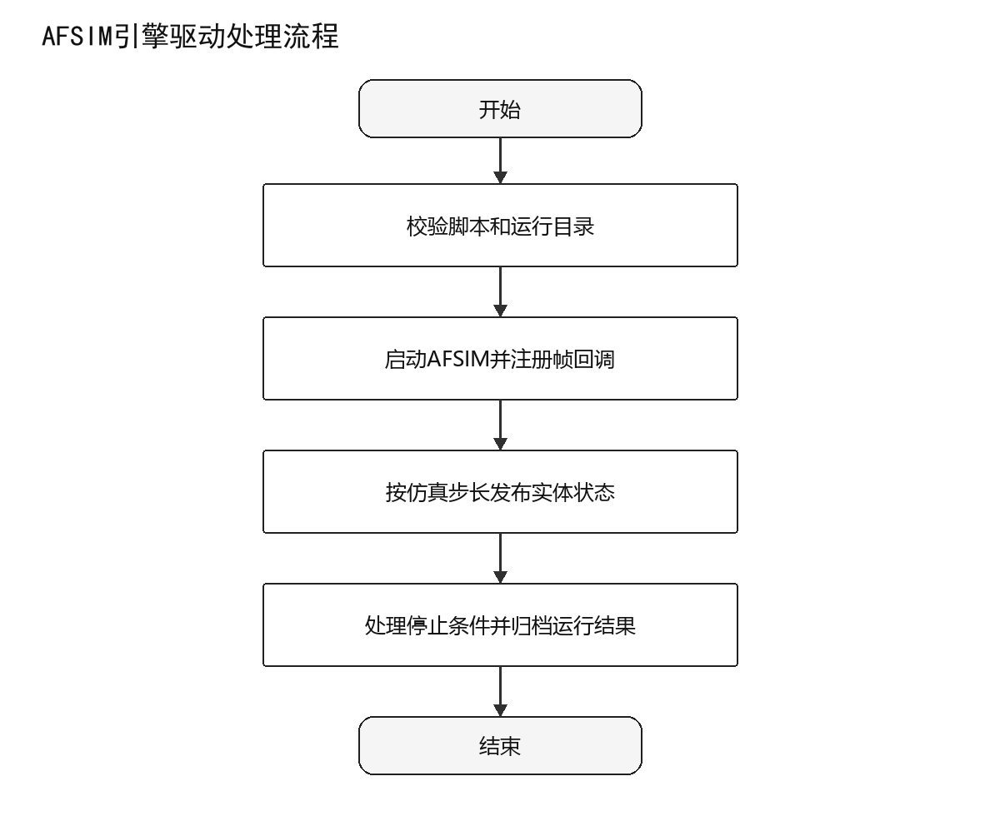 AFSIM引擎驱动处理流程
开始
校验脚本和运行目录
启动AFSIM并注册帧回调
按仿真步长发布实体状态
处理停止条件并归档运行结果
结束